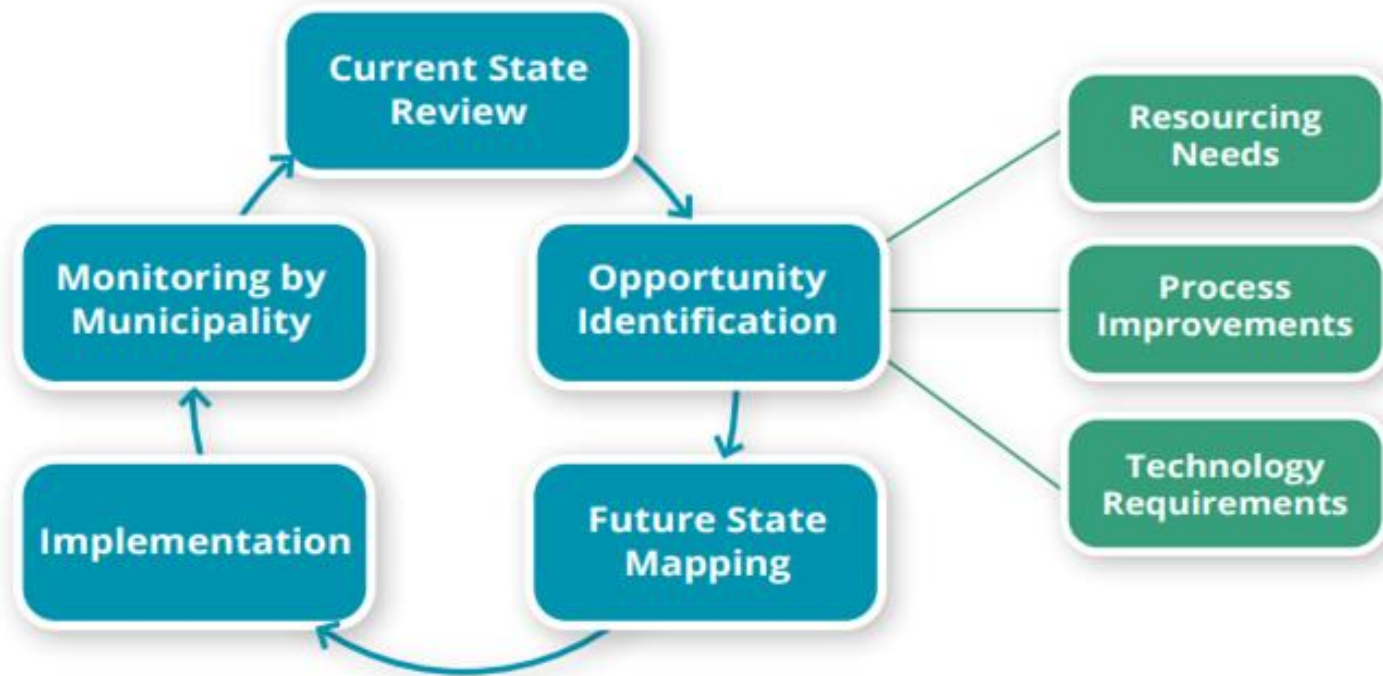 Current State
Review
Opportunity
Identification
Future State
Mapping
Implementation
Monitoring by
Municipality
Resourcing
Needs
Process
Improvements
Technology
Requirements